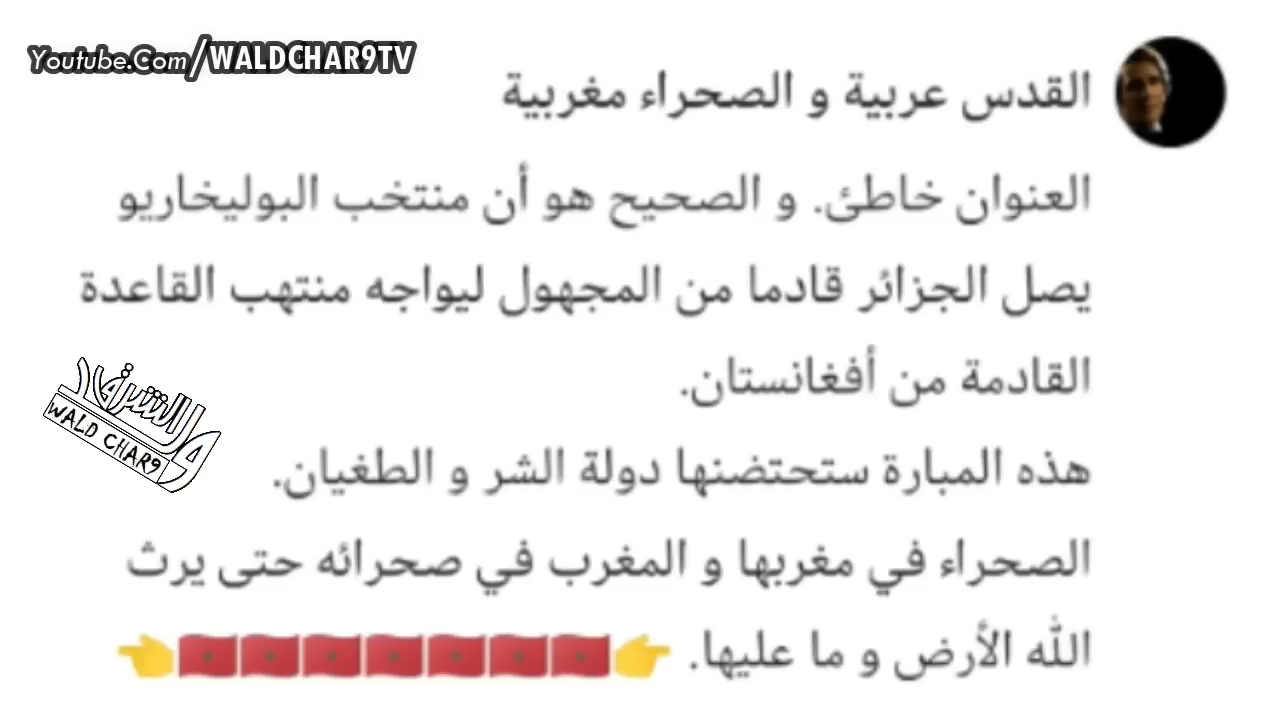 Youtube.Com/WALDCHAR9TV
القدس عربية و الصحراء مغربية
العنوان خاطئ. و الصحيح هو أن منتخب البوليخاريو
يصل الجزائر قادما من المجهول ليواجه منتهب القاعدة
القادمة من أفغانستان.
هذه المبارة ستحتضنها دولة الشر و الطغيان.
الصحراء في مغربها و المغرب في صحرائه حتى يرث
الله الأرض و ما عليها. 👉🇲🇦🇲🇦🇲🇦🇲🇦🇲🇦🇲🇦🇲🇦👈
ولد الشرق
WALD CHAR9